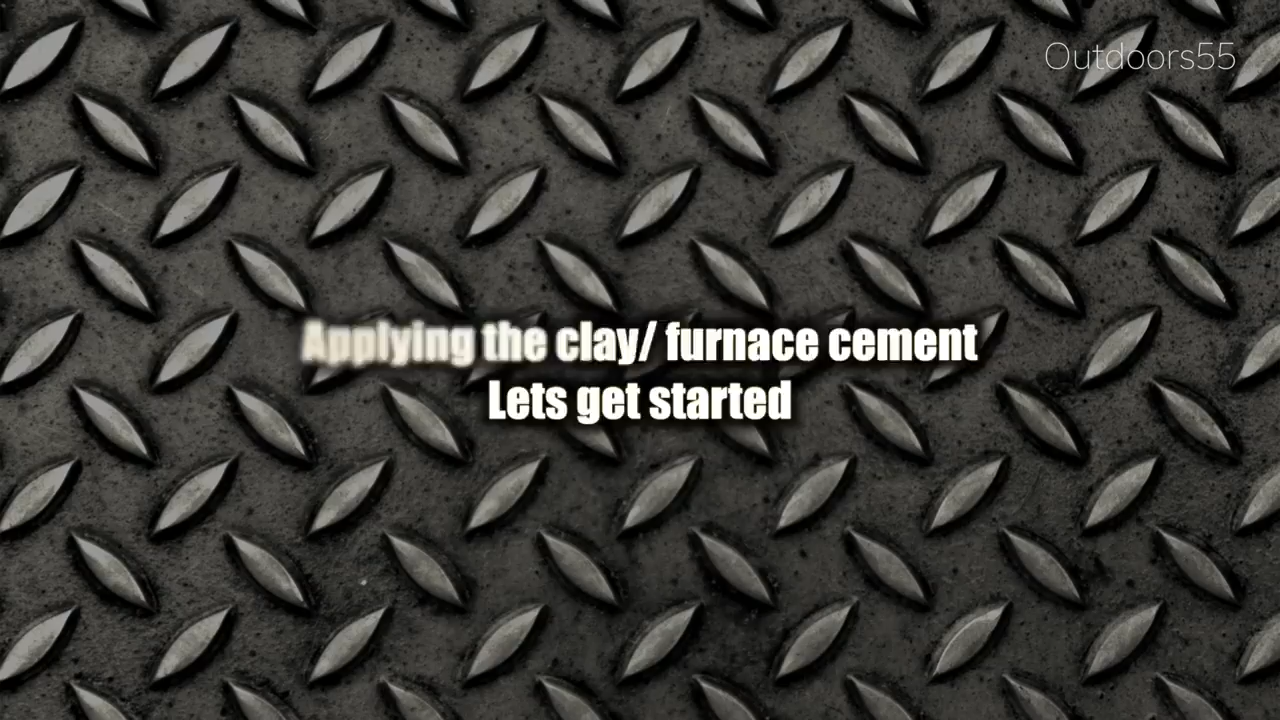 Outdoors55
Applying the clay/ furnace cement
Lets get started